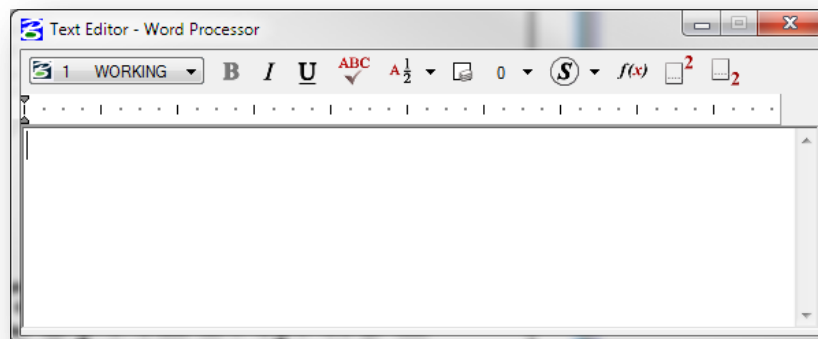 Text Editor - Word Processor
1 WORKING B I U ABC A½ 0 S f(x) 2 2